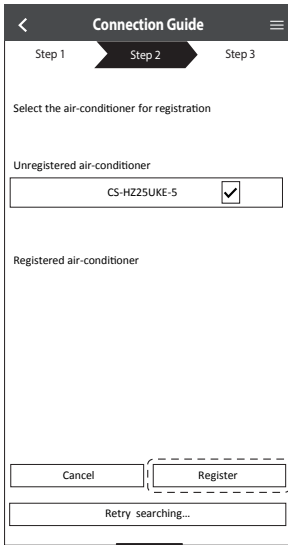 Connection Guide
Step 1 Step 2 Step 3
Select the air-conditioner for registration
Unregistered air-conditioner
CS-HZ25UKE-5
Registered air-conditioner
Cancel Register
Retry searching...